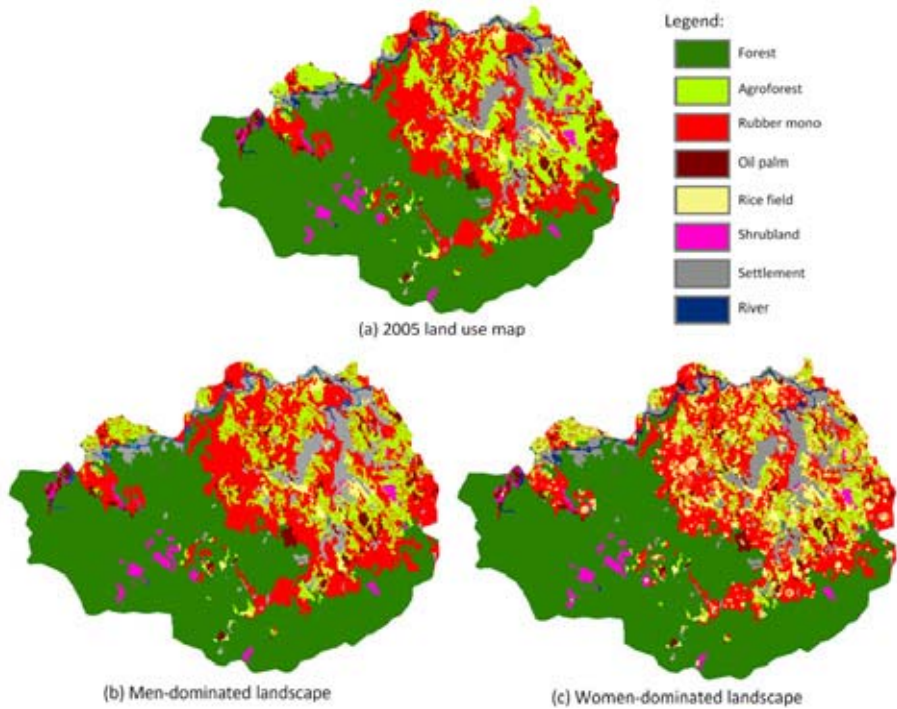 Legend:
Forest
Agroforest
Rubber mono
Oil palm
Rice field
Shrubland
Settlement
River
(a) 2005 land use map
(b) Men-dominated landscape
(c) Women-dominated landscape